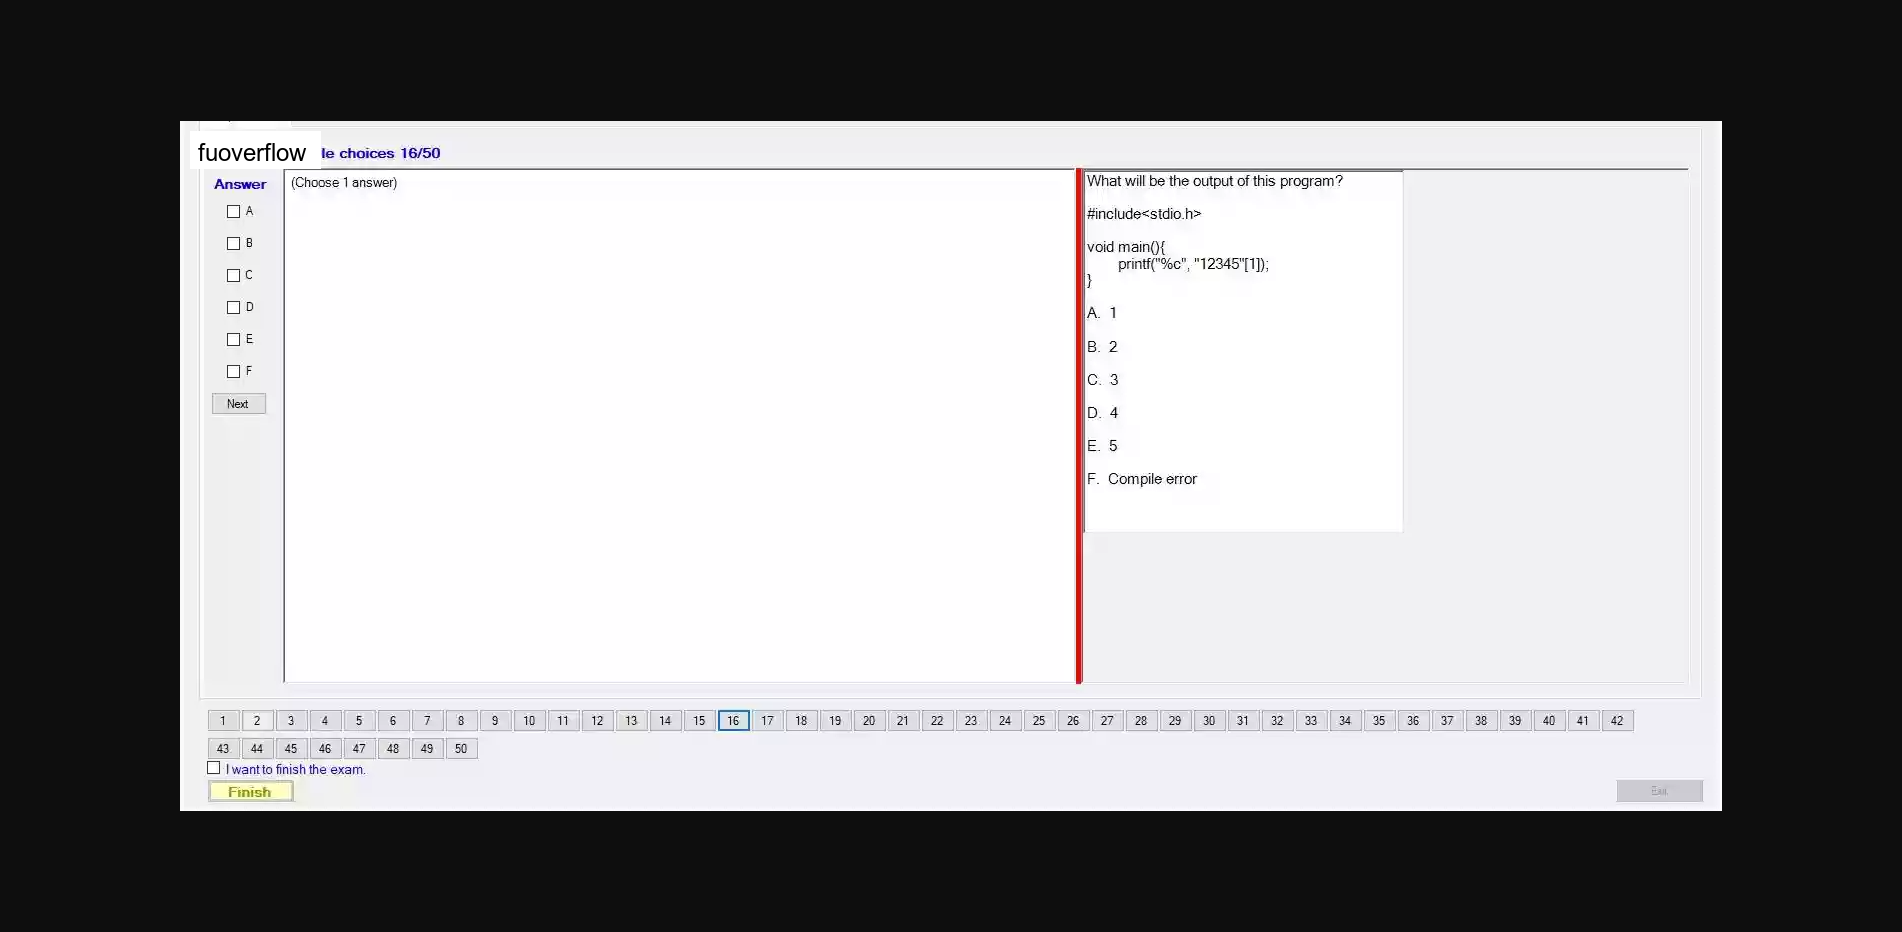 fuoverflow
le choices 16/50
Answer
(Choose 1 answer)
A
B
C
D
E
F
Next
What will be the output of this program?
#include<stdio.h>
void main(){
printf("%c", "12345"[1]);
}
A. 1
B. 2
C. 3
D. 4
E. 5
F. Compile error
1 2 3 4 5 6 7 8 9 10 11 12 13 14 15 16 17 18 19 20 21 22 23 24 25 26 27 28 29 30 31 32 33 34 35 36 37 38 39 40 41 42
43 44 45 46 47 48 49 50
I want to finish the exam.
Finish
Exit